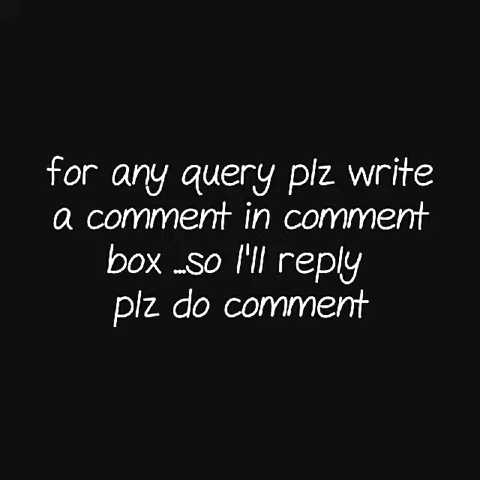 for any query plz write
a comment in comment
box ...so I'll reply
plz do comment